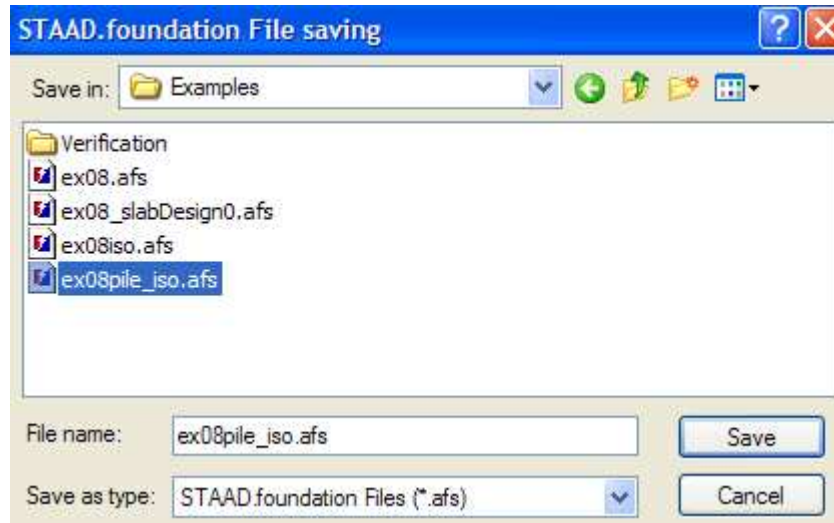 STAAD.foundation File saving
Save in: Examples
Verification
ex08.afs
ex08_slabDesign0.afs
ex08iso.afs
ex08pile_iso.afs
File name: ex08pile_iso.afs Save
Save as type: STAAD.foundation Files (*.afs) Cancel